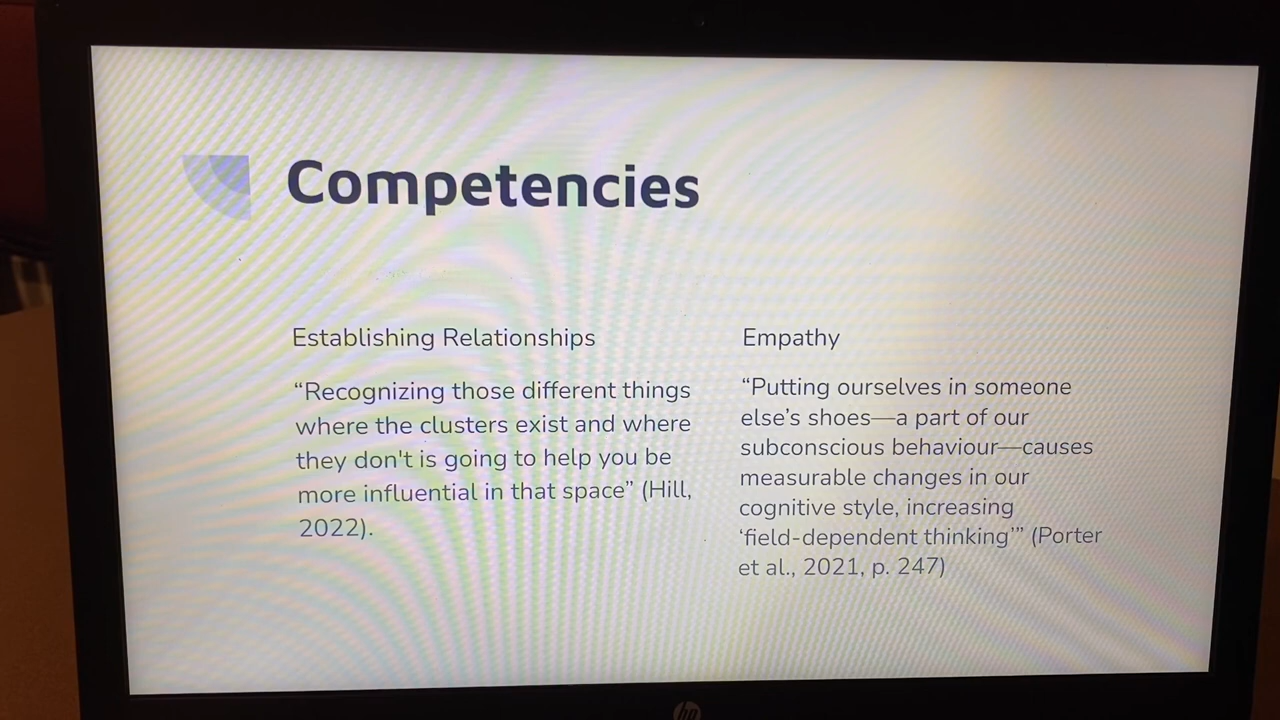 Competencies
Establishing Relationships
“Recognizing those different things
where the clusters exist and where
they don't is going to help you be
more influential in that space” (Hill,
2022).
Empathy
“Putting ourselves in someone
else’s shoes—a part of our
subconscious behaviour—causes
measurable changes in our
cognitive style, increasing
‘field-dependent thinking’” (Porter
et al., 2021, p. 247)
hp